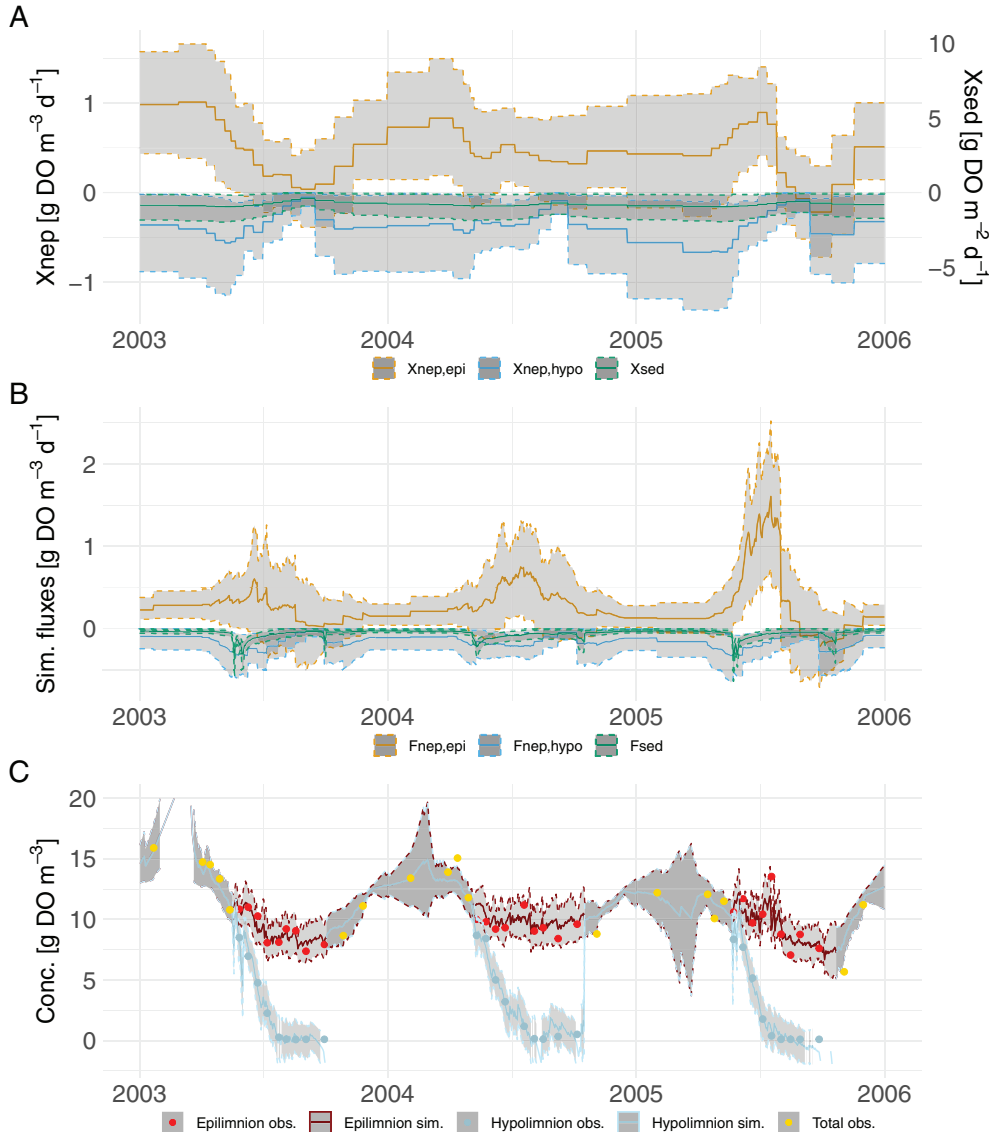 A
Xnep [g DO m−3 d−1]
1
0
−1
10
5
0
−5
Xsed [g DO m−2 d−1]
2003 2004 2005 2006
Xnep,epi Xnep,hypo Xsed
B
Sim. fluxes [g DO m−3 d−1]
2
1
0
2003 2004 2005 2006
Fnep,epi Fnep,hypo Fsed
C
Conc. [g DO m−3]
20
15
10
5
0
2003 2004 2005 2006
Epilimnion obs. Epilimnion sim. Hypolimnion obs. Hypolimnion sim. Total obs.